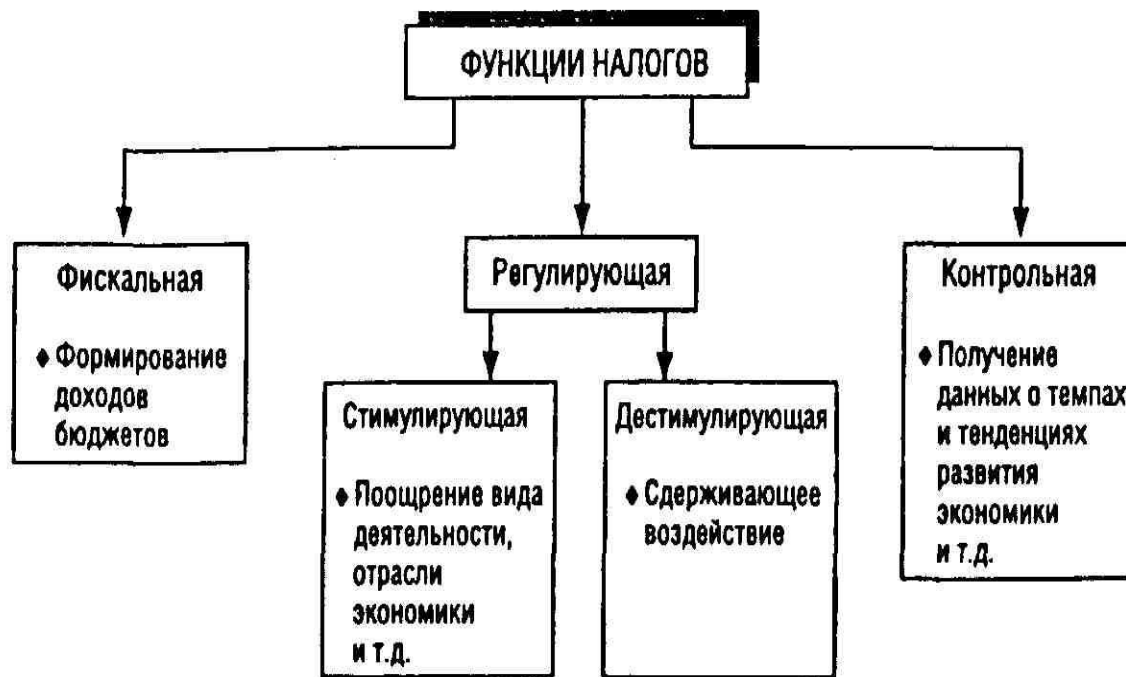 ФУНКЦИИ НАЛОГОВ
Фискальная
♦ Формирование
доходов
бюджетов
Регулирующая
Стимулирующая
♦ Поощрение вида
деятельности,
отрасли
экономики
и т.д.
Дестимулирующая
♦ Сдерживающее
воздействие
Контрольная
♦ Получение
данных о темпах
и тенденциях
развития
экономики
и т.д.